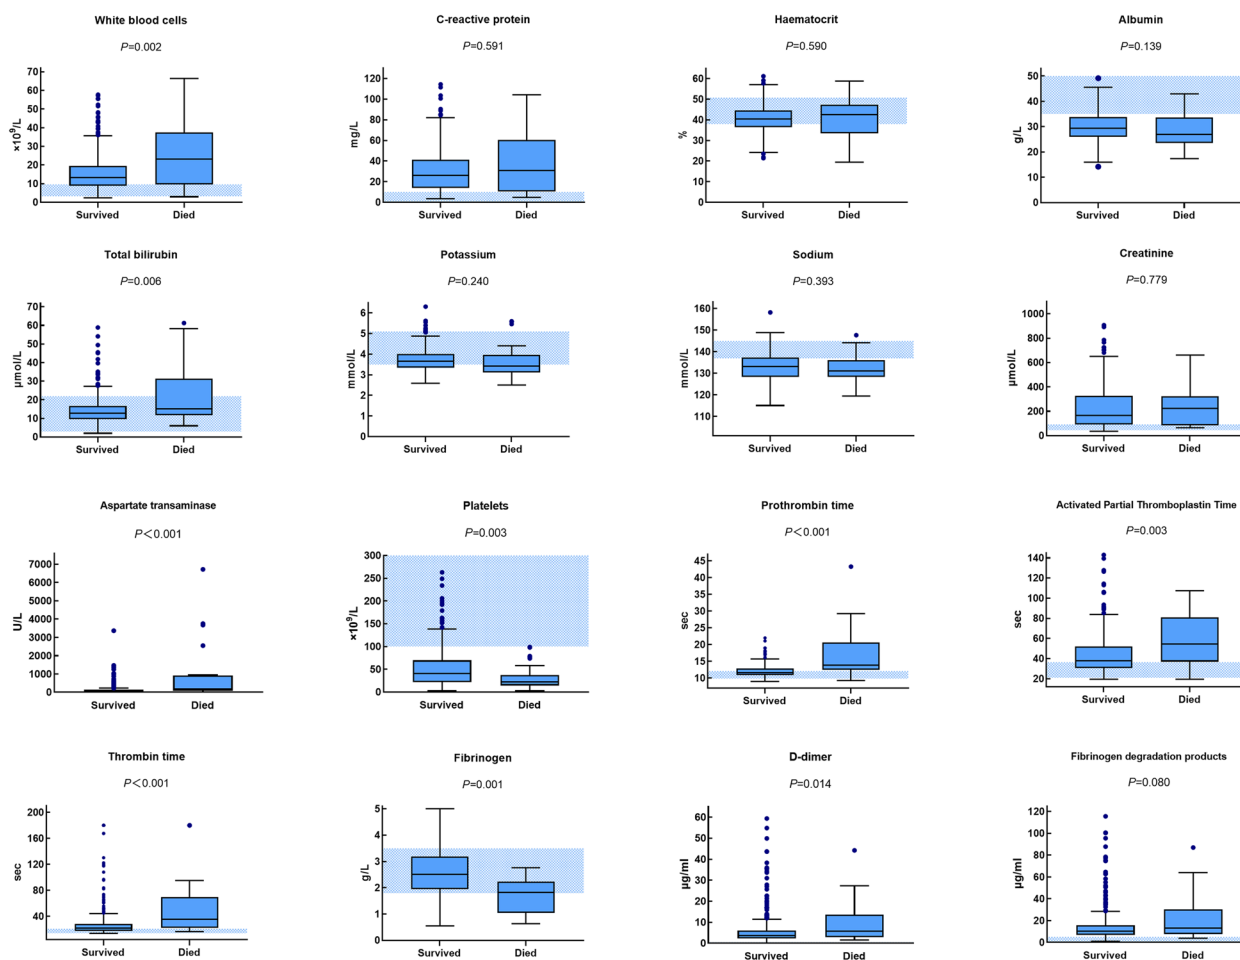 White blood cells
P=0.002
×10⁹/L
70
60
50
40
30
20
10
0
Survived Died
C-reactive protein
P=0.591
mg/L
120
100
80
60
40
20
0
Survived Died
Haematocrit
P=0.590
%
60
50
40
30
20
10
0
Survived Died
Albumin
P=0.139
g/L
50
40
30
20
10
0
Survived Died
Total bilirubin
P=0.006
μmol/L
70
60
50
40
30
20
10
0
Survived Died
Potassium
P=0.240
mmol/L
6
5
4
3
2
1
0
Survived Died
Sodium
P=0.393
mmol/L
160
150
140
130
120
110
Survived Died
Creatinine
P=0.779
μmol/L
1000
800
600
400
200
0
Survived Died
Aspartate transaminase
P<0.001
U/L
7000
6000
5000
4000
3000
2000
1000
0
Survived Died
Platelets
P=0.003
×10⁹/L
300
250
200
150
100
50
0
Survived Died
Prothrombin time
P<0.001
sec
45
40
35
30
25
20
15
10
Survived Died
Activated Partial Thromboplastin Time
P=0.003
sec
140
120
100
80
60
40
20
Survived Died
Thrombin time
P<0.001
sec
200
160
120
80
40
Survived Died
Fibrinogen
P=0.001
g/L
5
4
3
2
1
0
Survived Died
D-dimer
P=0.014
μg/ml
60
50
40
30
20
10
0
Survived Died
Fibrinogen degradation products
P=0.080
μg/ml
120
100
80
60
40
20
0
Survived Died